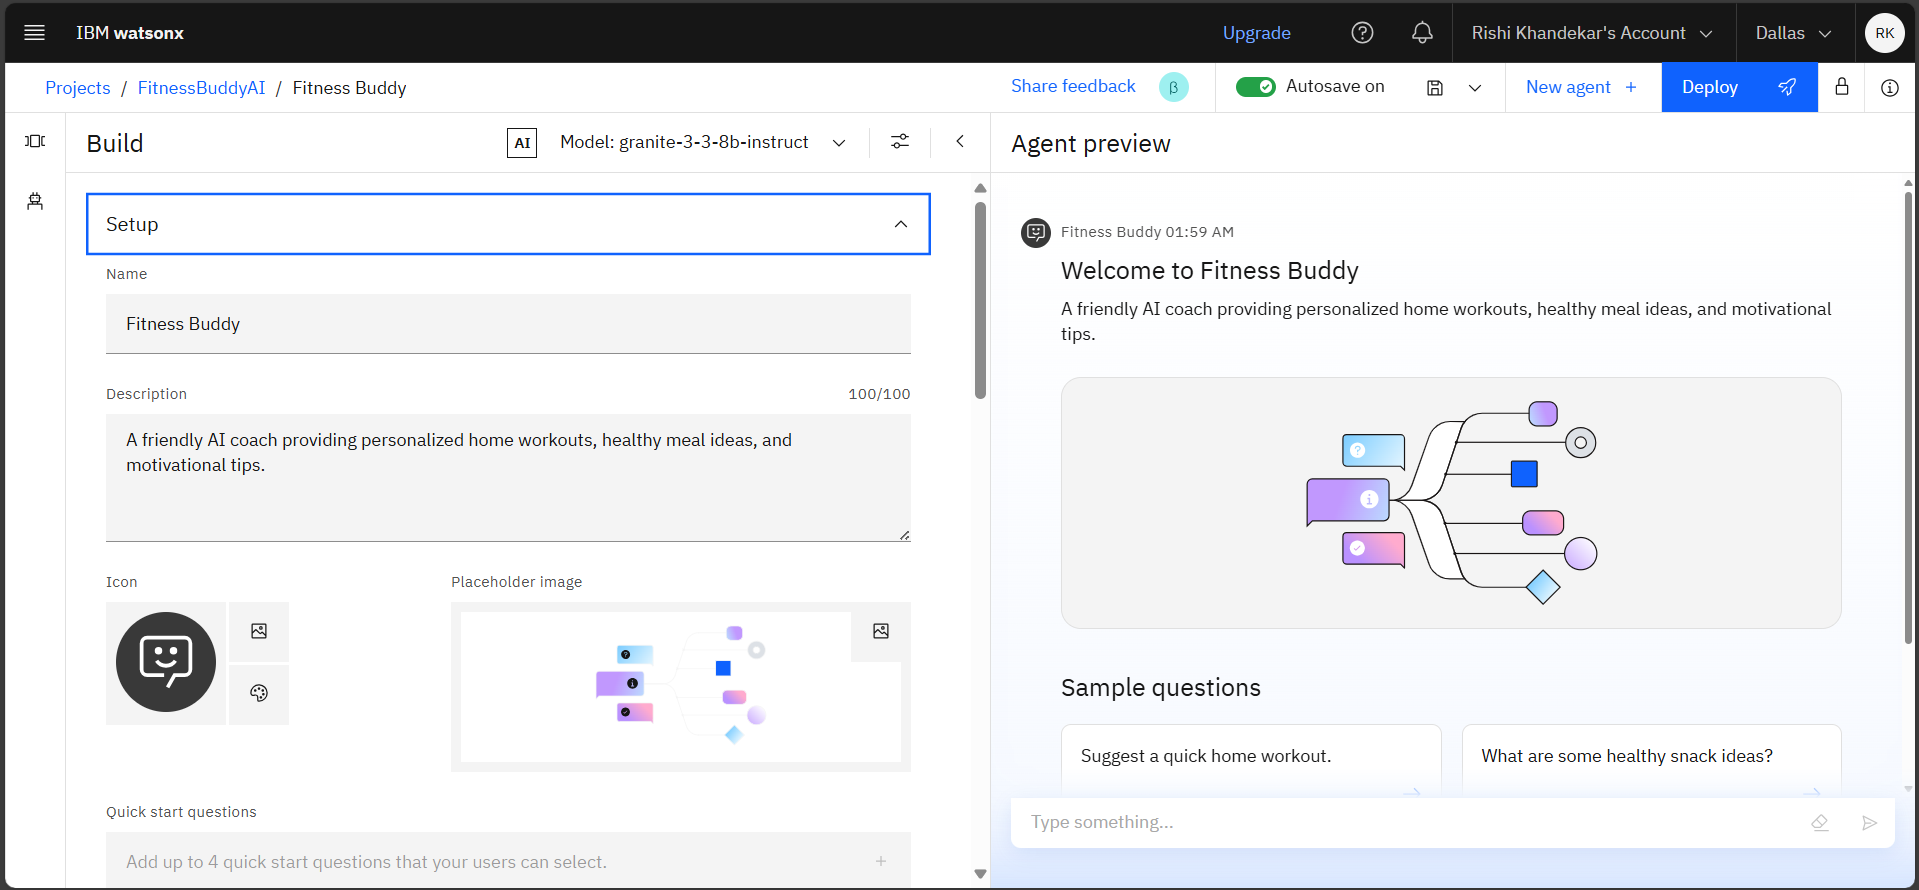 IBM watsonx
Upgrade
Rishi Khandekar's Account
Dallas
RK
Projects / FitnessBuddyAI / Fitness Buddy
Share feedback
β
Autosave on
New agent +
Deploy
Build
AI
Model: granite-3-3-8b-instruct
Setup
Name
Fitness Buddy
Description
100/100
A friendly AI coach providing personalized home workouts, healthy meal ideas, and
motivational tips.
Icon
Placeholder image
Quick start questions
Add up to 4 quick start questions that your users can select.
Agent preview
Fitness Buddy 01:59 AM
Welcome to Fitness Buddy
A friendly AI coach providing personalized home workouts, healthy meal ideas, and motivational
tips.
Sample questions
Suggest a quick home workout.
What are some healthy snack ideas?
Type something...